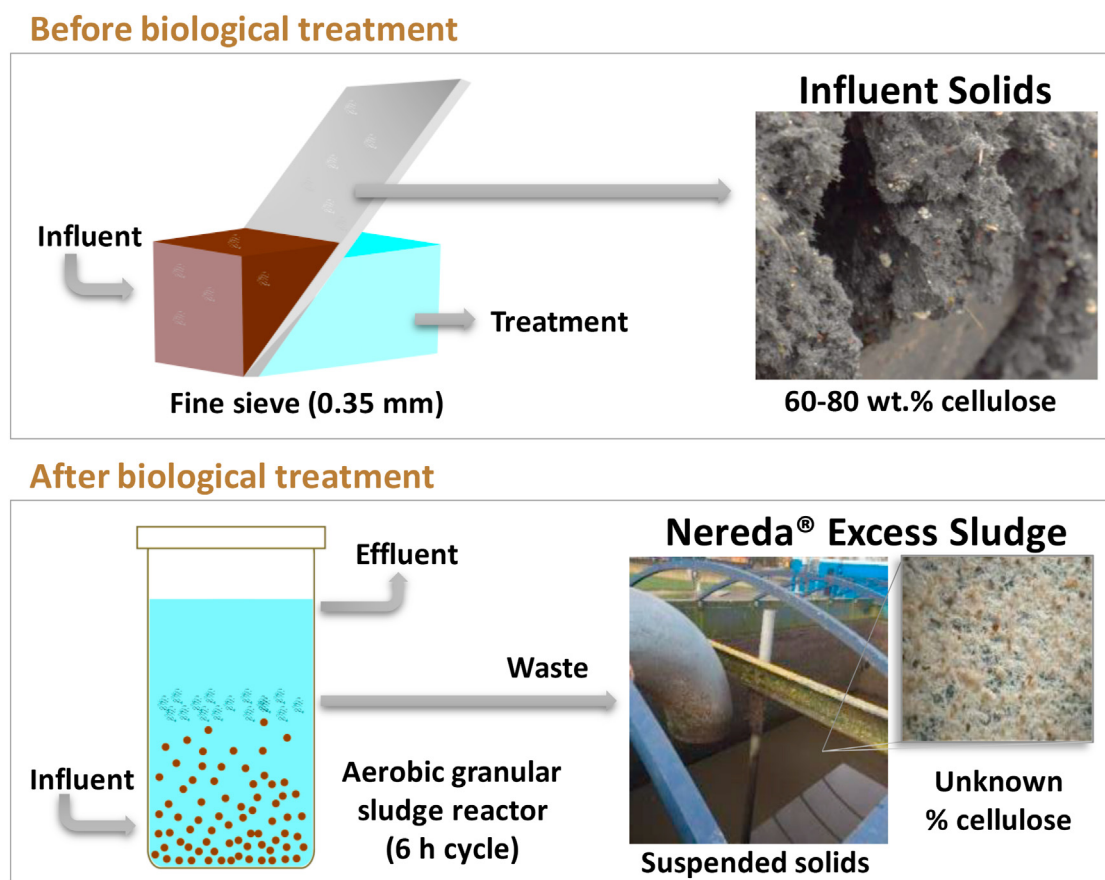 Before biological treatment
Influent Solids
Influent
Treatment
Fine sieve (0.35 mm)
60-80 wt.% cellulose
After biological treatment
Nereda® Excess Sludge
Effluent
Waste
Influent
Aerobic granular
sludge reactor
(6 h cycle)
Unknown
% cellulose
Suspended solids